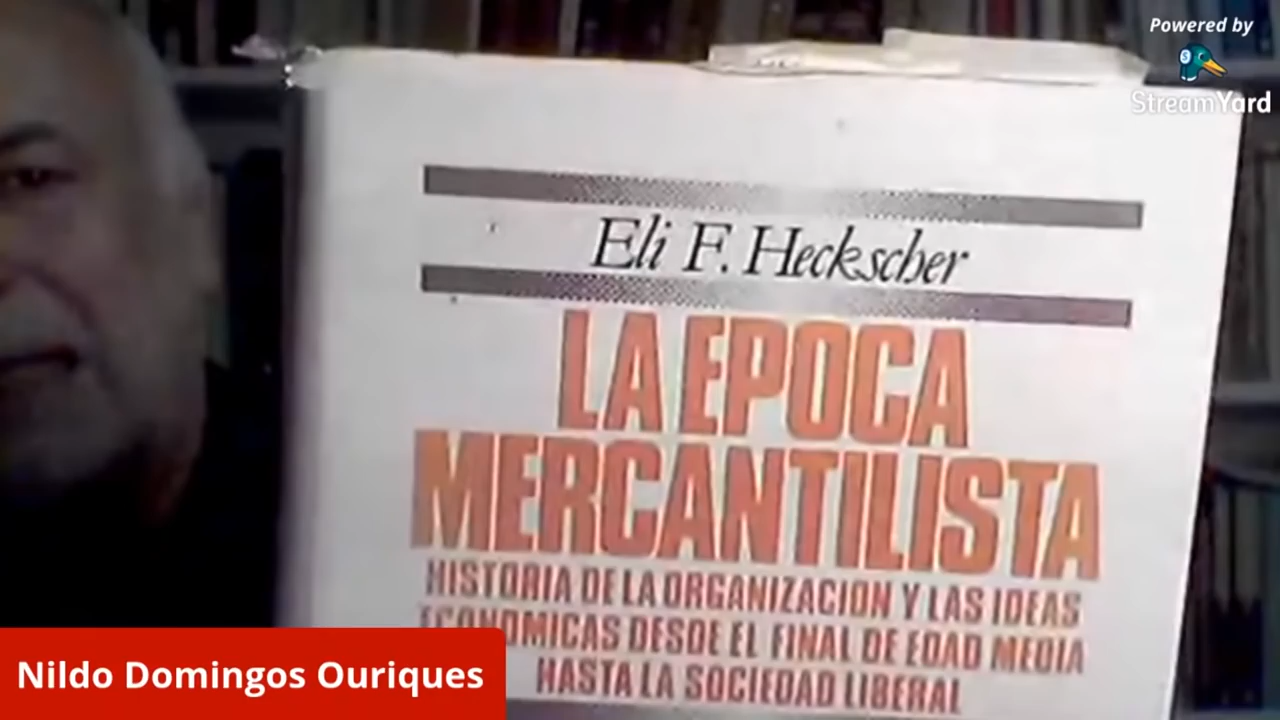 Powered by
StreamYard
Eli F. Heckscher
LA EPOCA
MERCANTILISTA
HISTORIA DE LA ORGANIZACION Y LAS IDEAS
ECONOMICAS DESDE EL FINAL DE EDAD MEDIA
HASTA LA SOCIEDAD LIBERAL
Nildo Domingos Ouriques